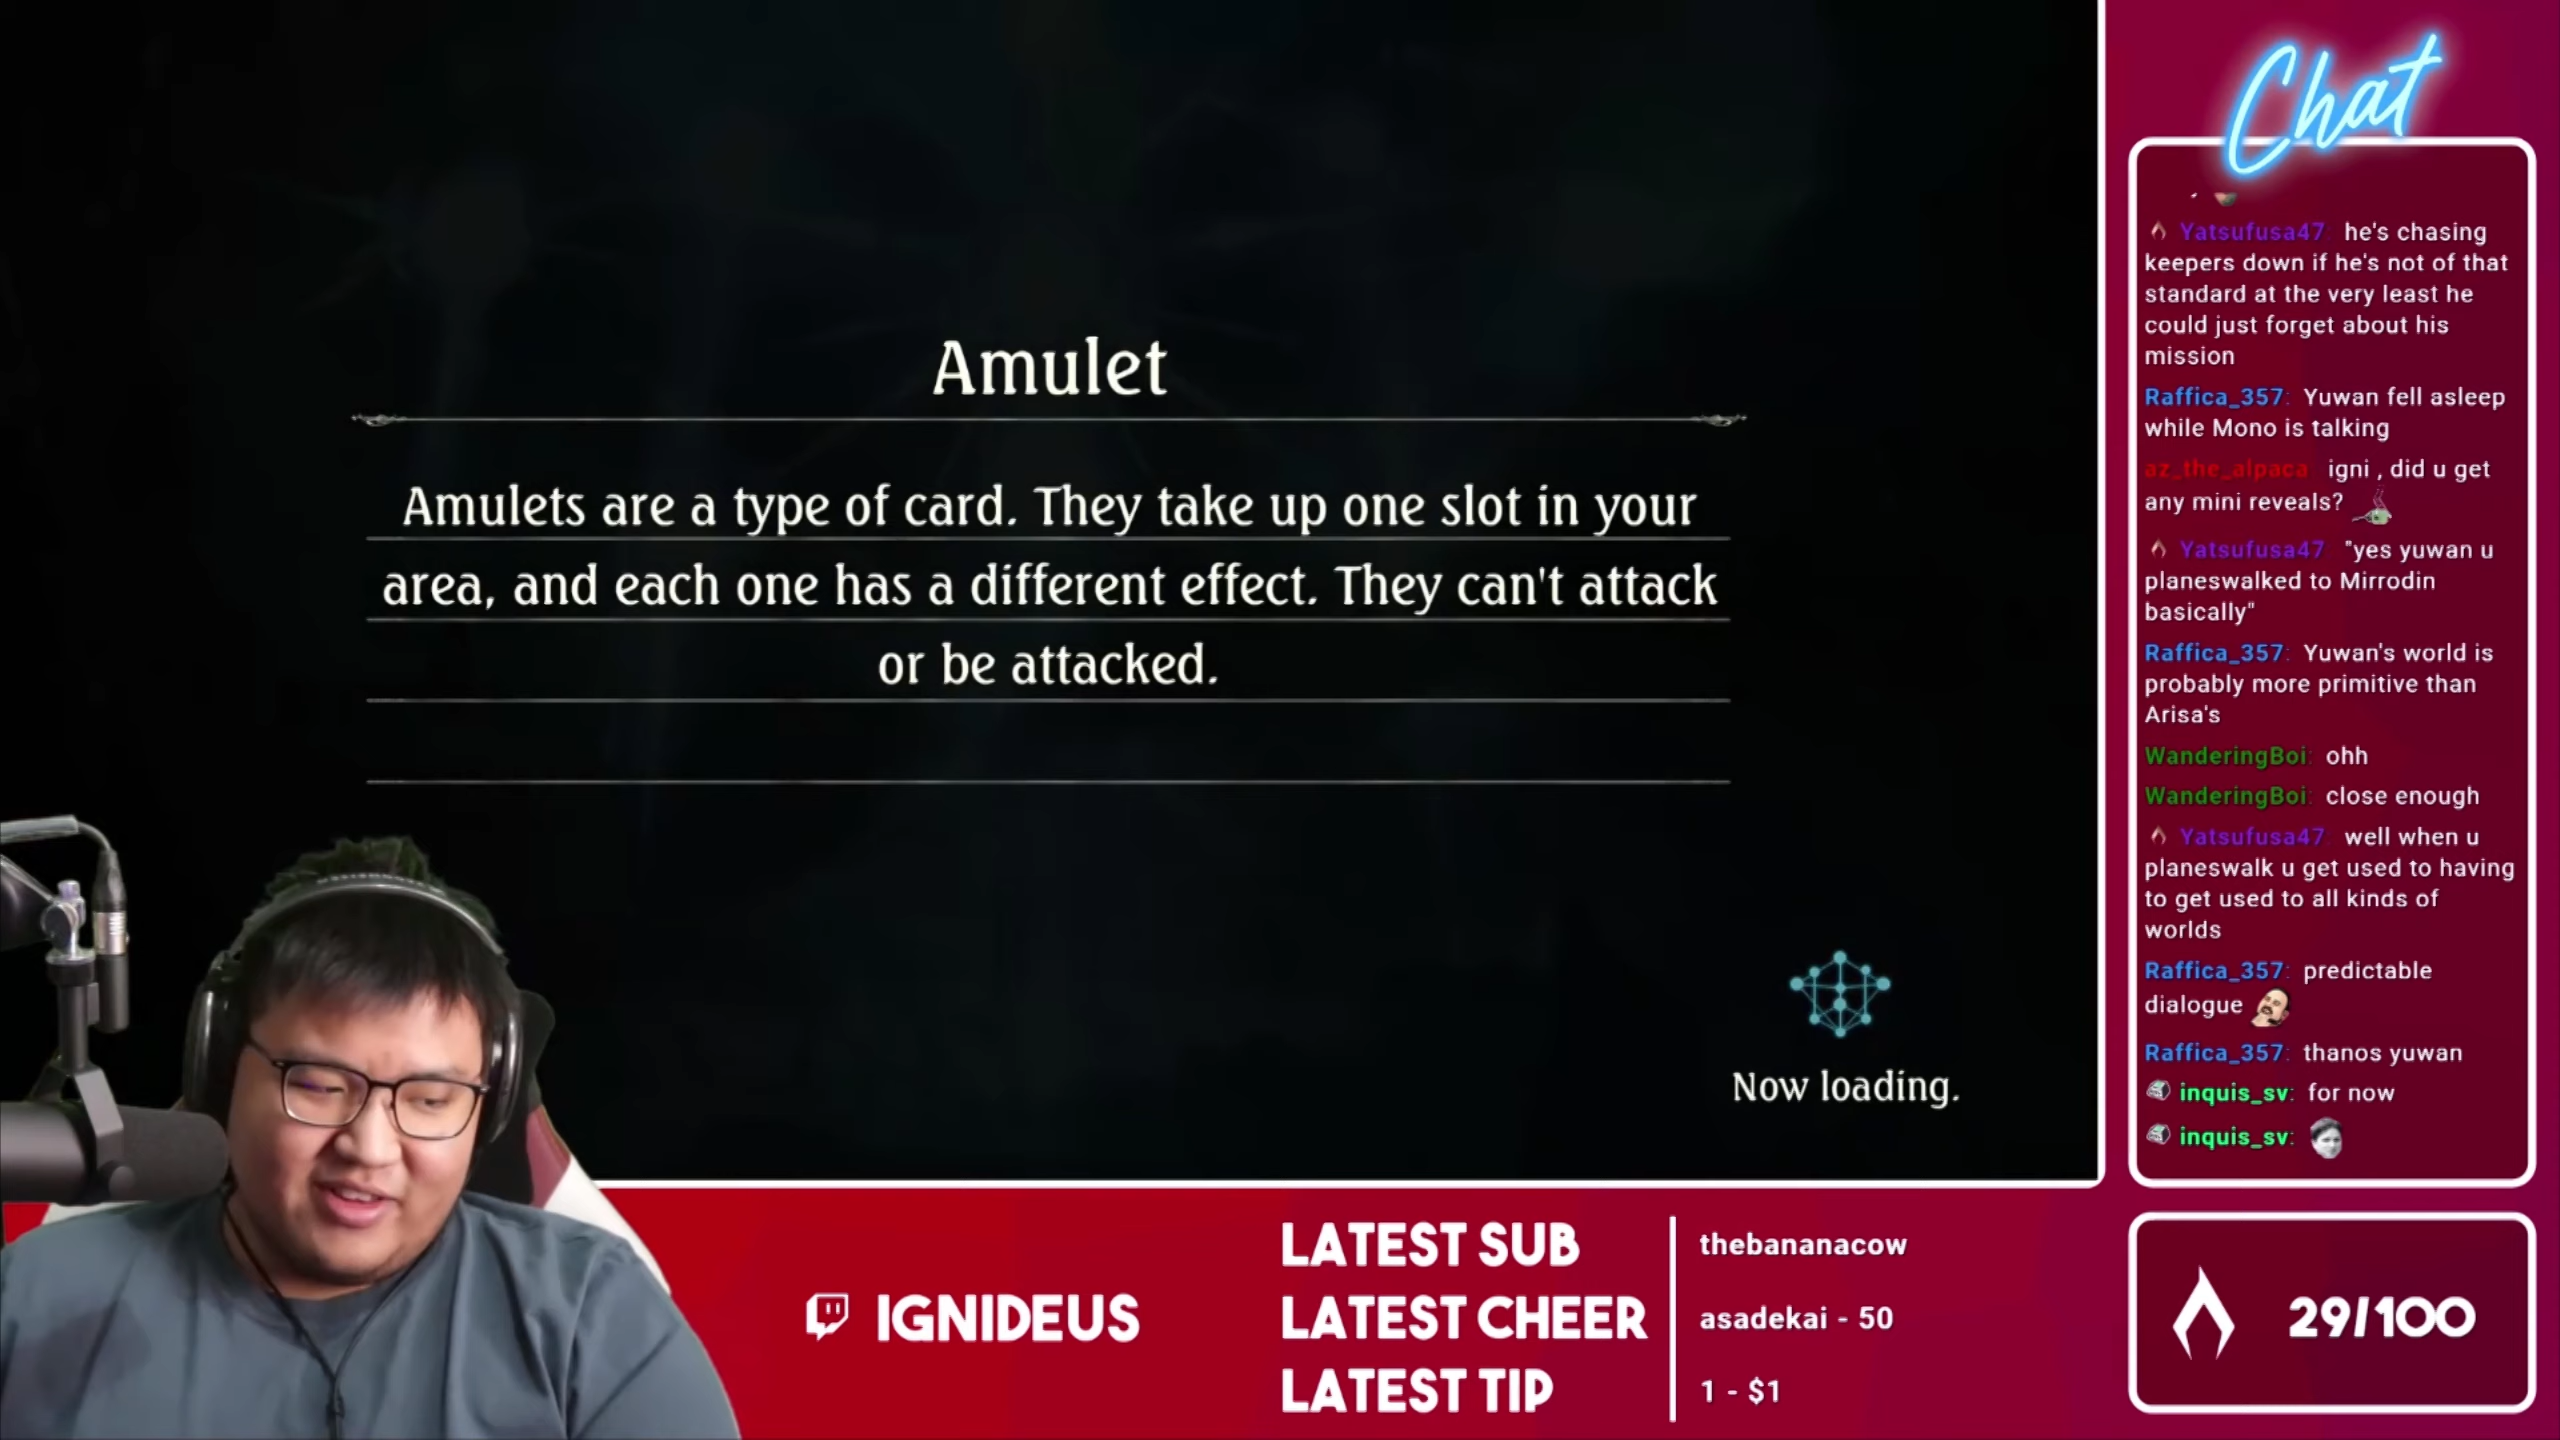 Amulet
Amulets are a type of card. They take up one slot in your
area, and each one has a different effect. They can't attack
or be attacked.
Now loading.
Chat
Yatsufusa47: he's chasing
keepers down if he's not of that
standard at the very least he
could just forget about his
mission
Raffica_357: Yuwan fell asleep
while Mono is talking
az_the_alpaca: igni , did u get
any mini reveals?
Yatsufusa47: "yes yuwan u
planeswalked to Mirrodin
basically"
Raffica_357: Yuwan's world is
probably more primitive than
Arisa's
WanderingBoi: ohh
WanderingBoi: close enough
Yatsufusa47: well when u
planeswalk u get used to having
to get used to all kinds of
worlds
Raffica_357: predictable
dialogue
Raffica_357: thanos yuwan
inquis_sv: for now
inquis_sv:
IGNIDEUS
LATEST SUB thebananacow
LATEST CHEER asadekai - 50
LATEST TIP 1 - $1
29/100